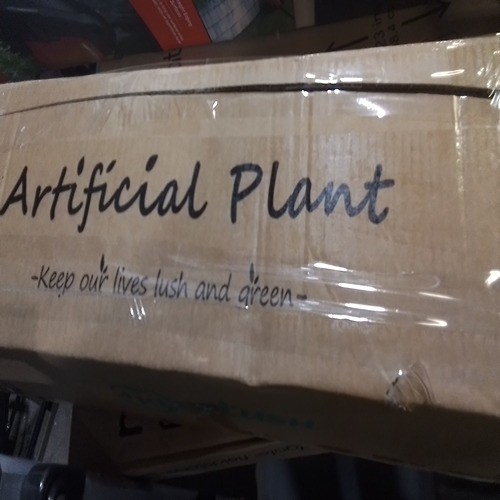 Artificial Plant
-Keep our lives lush and green-